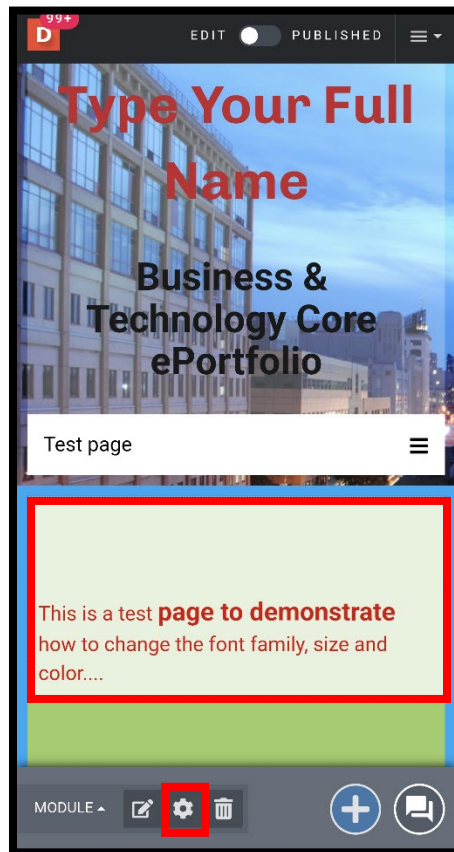 99+
D
EDIT PUBLISHED
Type Your Full
Name
Business &
Technology Core
ePortfolio
Test page
This is a test page to demonstrate
how to change the font family, size and
color....
MODULE